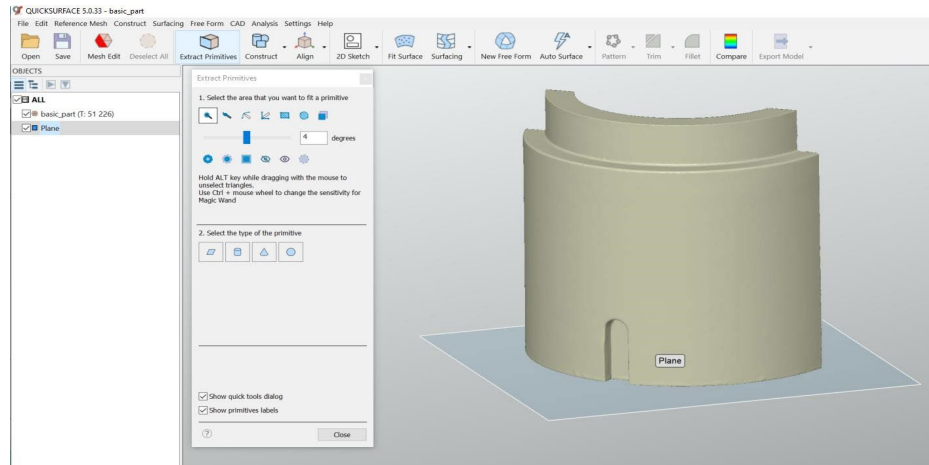 QUICKSURFACE 5.0.33 - basic_part
File Edit Reference Mesh Construct Surfacing Free Form CAD Analysis Settings Help
Open Save Mesh Edit Deselect All Extract Primitives Construct Align 2D Sketch Fit Surface Surfacing New Free Form Auto Surface Pattern Trim Fillet Compare Export Model
OBJECTS
ALL
basic_part (T: 51 226)
Plane
Extract Primitives
1. Select the area that you want to fit a primitive
4 degrees
Hold ALT key while dragging with the mouse to
unselect triangles.
Use Ctrl + mouse wheel to change the sensitivity for
Magic Wand
2. Select the type of the primitive
Show quick tools dialog
Show primitives labels
? Close
Plane